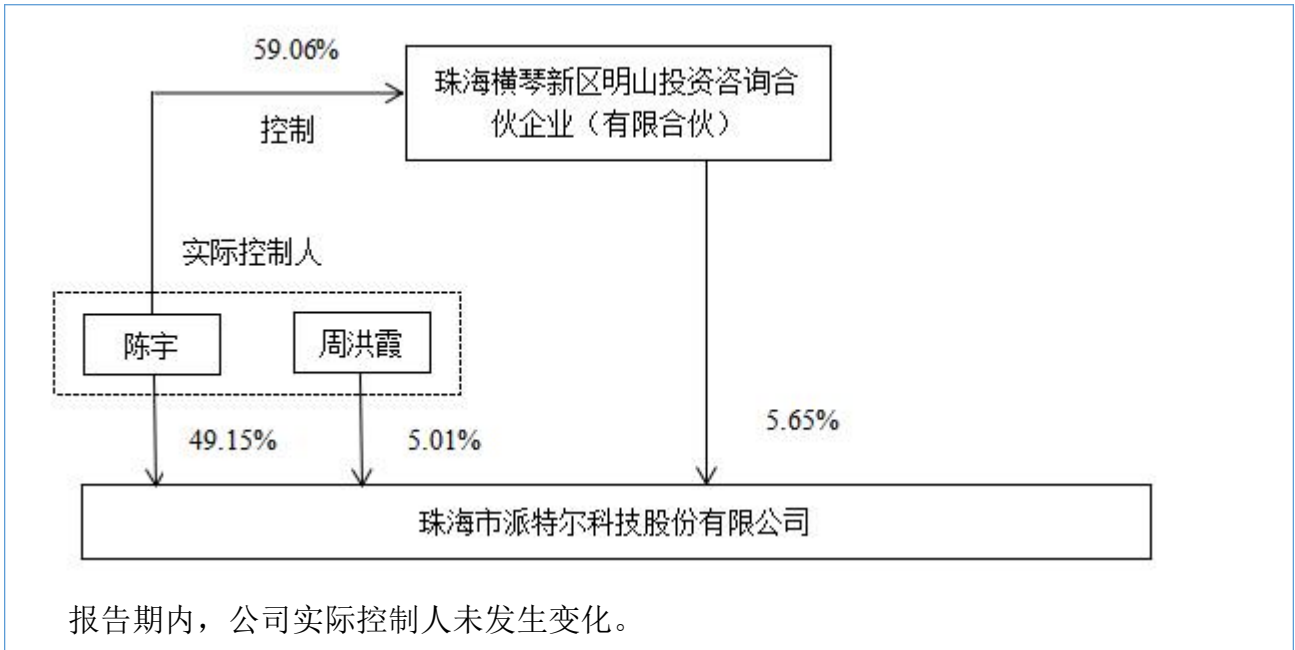 59.06%
珠海横琴新区明山投资咨询合
伙企业（有限合伙）
控制
实际控制人
陈宇
周洪霞
49.15%
5.01%
5.65%
珠海市派特尔科技股份有限公司
报告期内，公司实际控制人未发生变化。